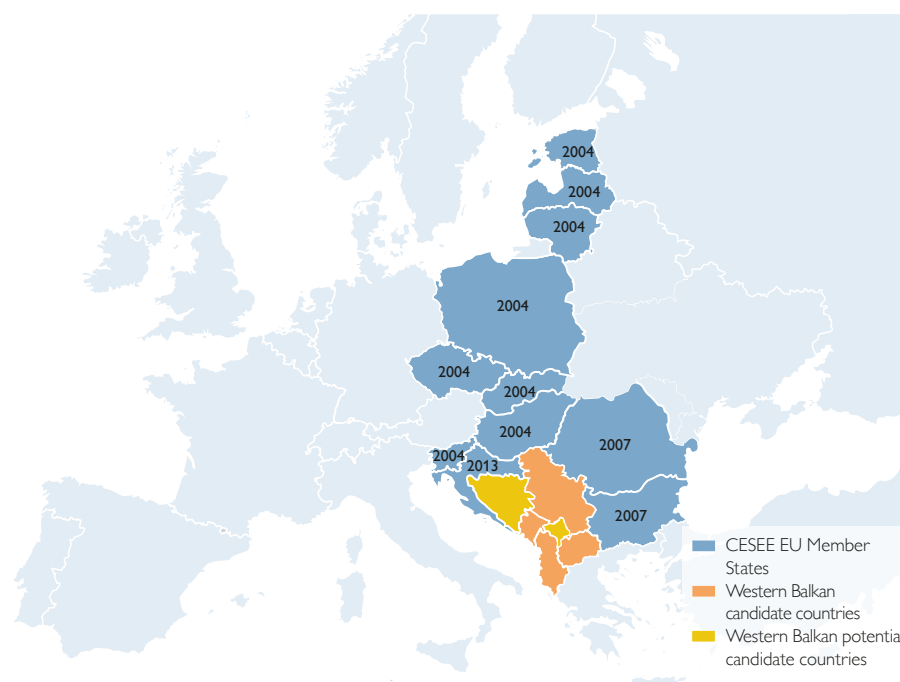 2004
2004
2004
2004
2004
2004
2004
2004
2013
2007
2007
CESEE EU Member
States
Western Balkan
candidate countries
Western Balkan potentia
candidate countries